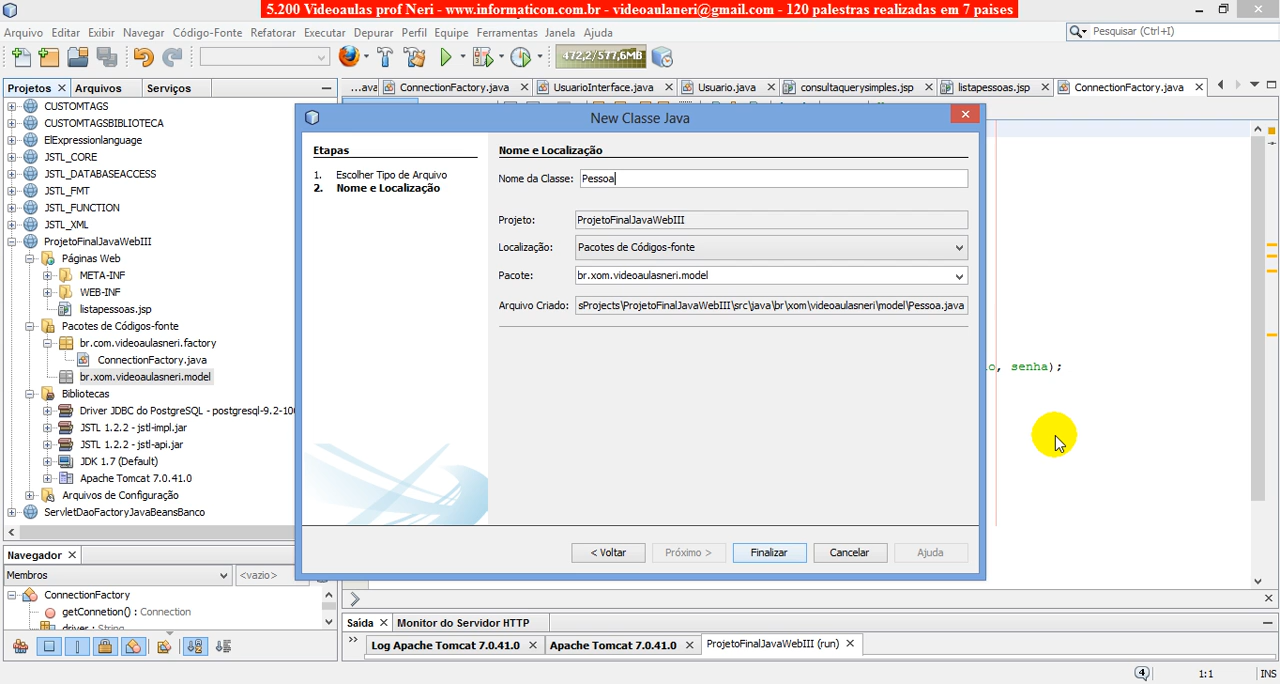 5.200 Videoaulas prof Neri - www.informaticon.com.br - videoaulaneri@gmail.com - 120 palestras realizadas em 7 paises
Arquivo Editar Exibir Navegar Código-Fonte Refatorar Executar Depurar Perfil Equipe Ferramentas Janela Ajuda
Pesquisar (Ctrl+I)
472,2/577,6MB
Projetos Arquivos Serviços
...ava ConnectionFactory.java UsuarioInterface.java Usuario.java consultaquerysimples.jsp listapessoas.jsp ConnectionFactory.java
CUSTOMTAGS
CUSTOMTAGSBIBLIOTECA
ElExpressionlanguage
JSTL_CORE
JSTL_DATABASEACCESS
JSTL_FMT
JSTL_FUNCTION
JSTL_XML
ProjetoFinalJavaWebIII
Páginas Web
META-INF
WEB-INF
listapessoas.jsp
Pacotes de Códigos-fonte
br.com.videoaulasneri.factory
ConnectionFactory.java
br.xom.videoaulasneri.model
Bibliotecas
Driver JDBC do PostgreSQL - postgresql-9.2-100
JSTL 1.2.2 - jstl-impl.jar
JSTL 1.2.2 - jstl-api.jar
JDK 1.7 (Default)
Apache Tomcat 7.0.41.0
Arquivos de Configuração
ServletDaoFactoryJavaBeansBanco
New Classe Java
Etapas
1. Escolher Tipo de Arquivo
2. Nome e Localização
Nome e Localização
Nome da Classe: Pessoa
Projeto: ProjetoFinalJavaWebIII
Localização: Pacotes de Códigos-fonte
Pacote: br.xom.videoaulasneri.model
Arquivo Criado: sProjects\ProjetoFinalJavaWebIII\src\java\br\xom\videoaulasneri\model\Pessoa.java
< Voltar Próximo > Finalizar Cancelar Ajuda
senha);
Navegador
Membros <vazio>
ConnectionFactory
getConnetion() : Connection
driver : String
Saída Monitor do Servidor HTTP
Log Apache Tomcat 7.0.41.0 Apache Tomcat 7.0.41.0 ProjetoFinalJavaWebIII (run)
4 1:1 INS